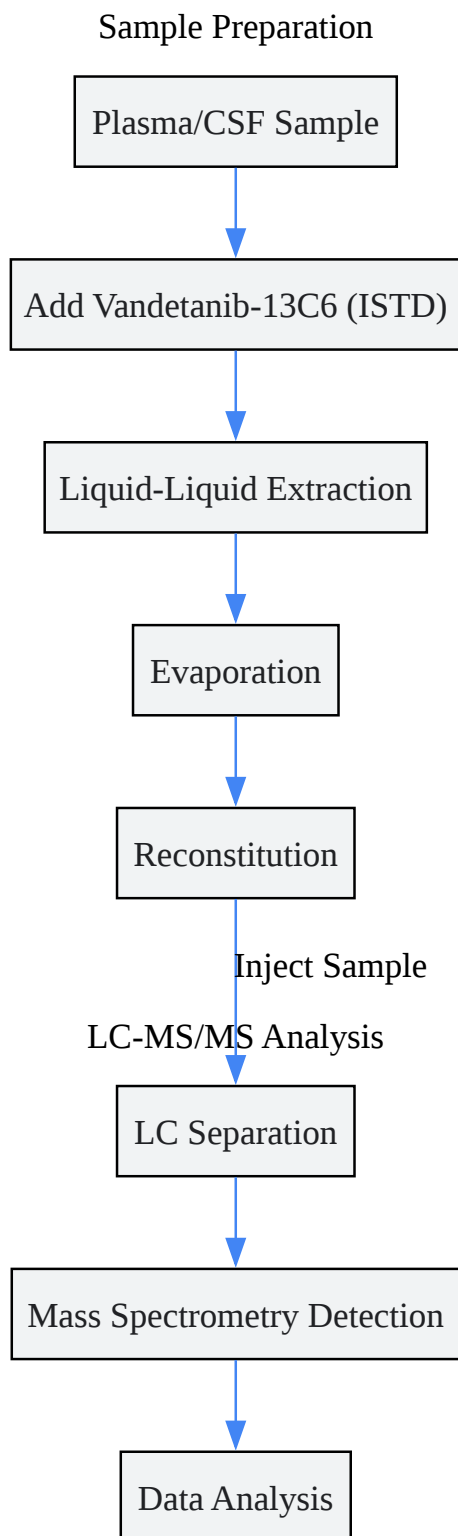 Sample Preparation
Plasma/CSF Sample
Add Vandetanib-13C6 (ISTD)
Liquid-Liquid Extraction
Evaporation
Reconstitution
Inject Sample
LC-MS/MS Analysis
LC Separation
Mass Spectrometry Detection
Data Analysis